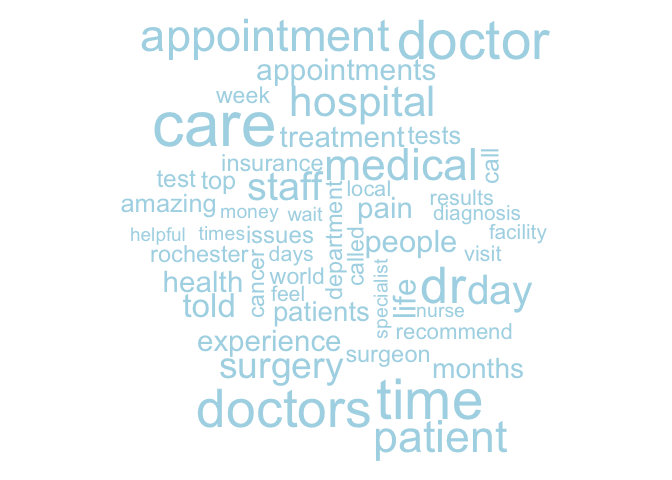 appointment doctor
appointments
week hospital
care treatment tests
insurance medical call
test top staff local
amazing money wait department pain results
diagnosis
helpful times issues called people facility
rochester days visit
health cancer world specialist life dr day
feel
told patients nurse
experience recommend
surgery surgeon months
doctors time
patient